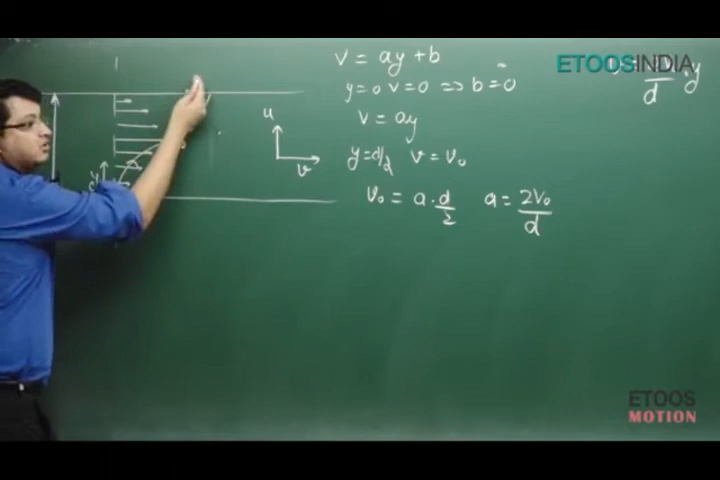 v = ay + b
ETOOSINDIA
y=0 v=0 ⟹ b=0
d · y
v = ay
u
v
y=d/2 v = v₀
y
v₀ = a · d/2 a = 2v₀/d
ETOOS
MOTION